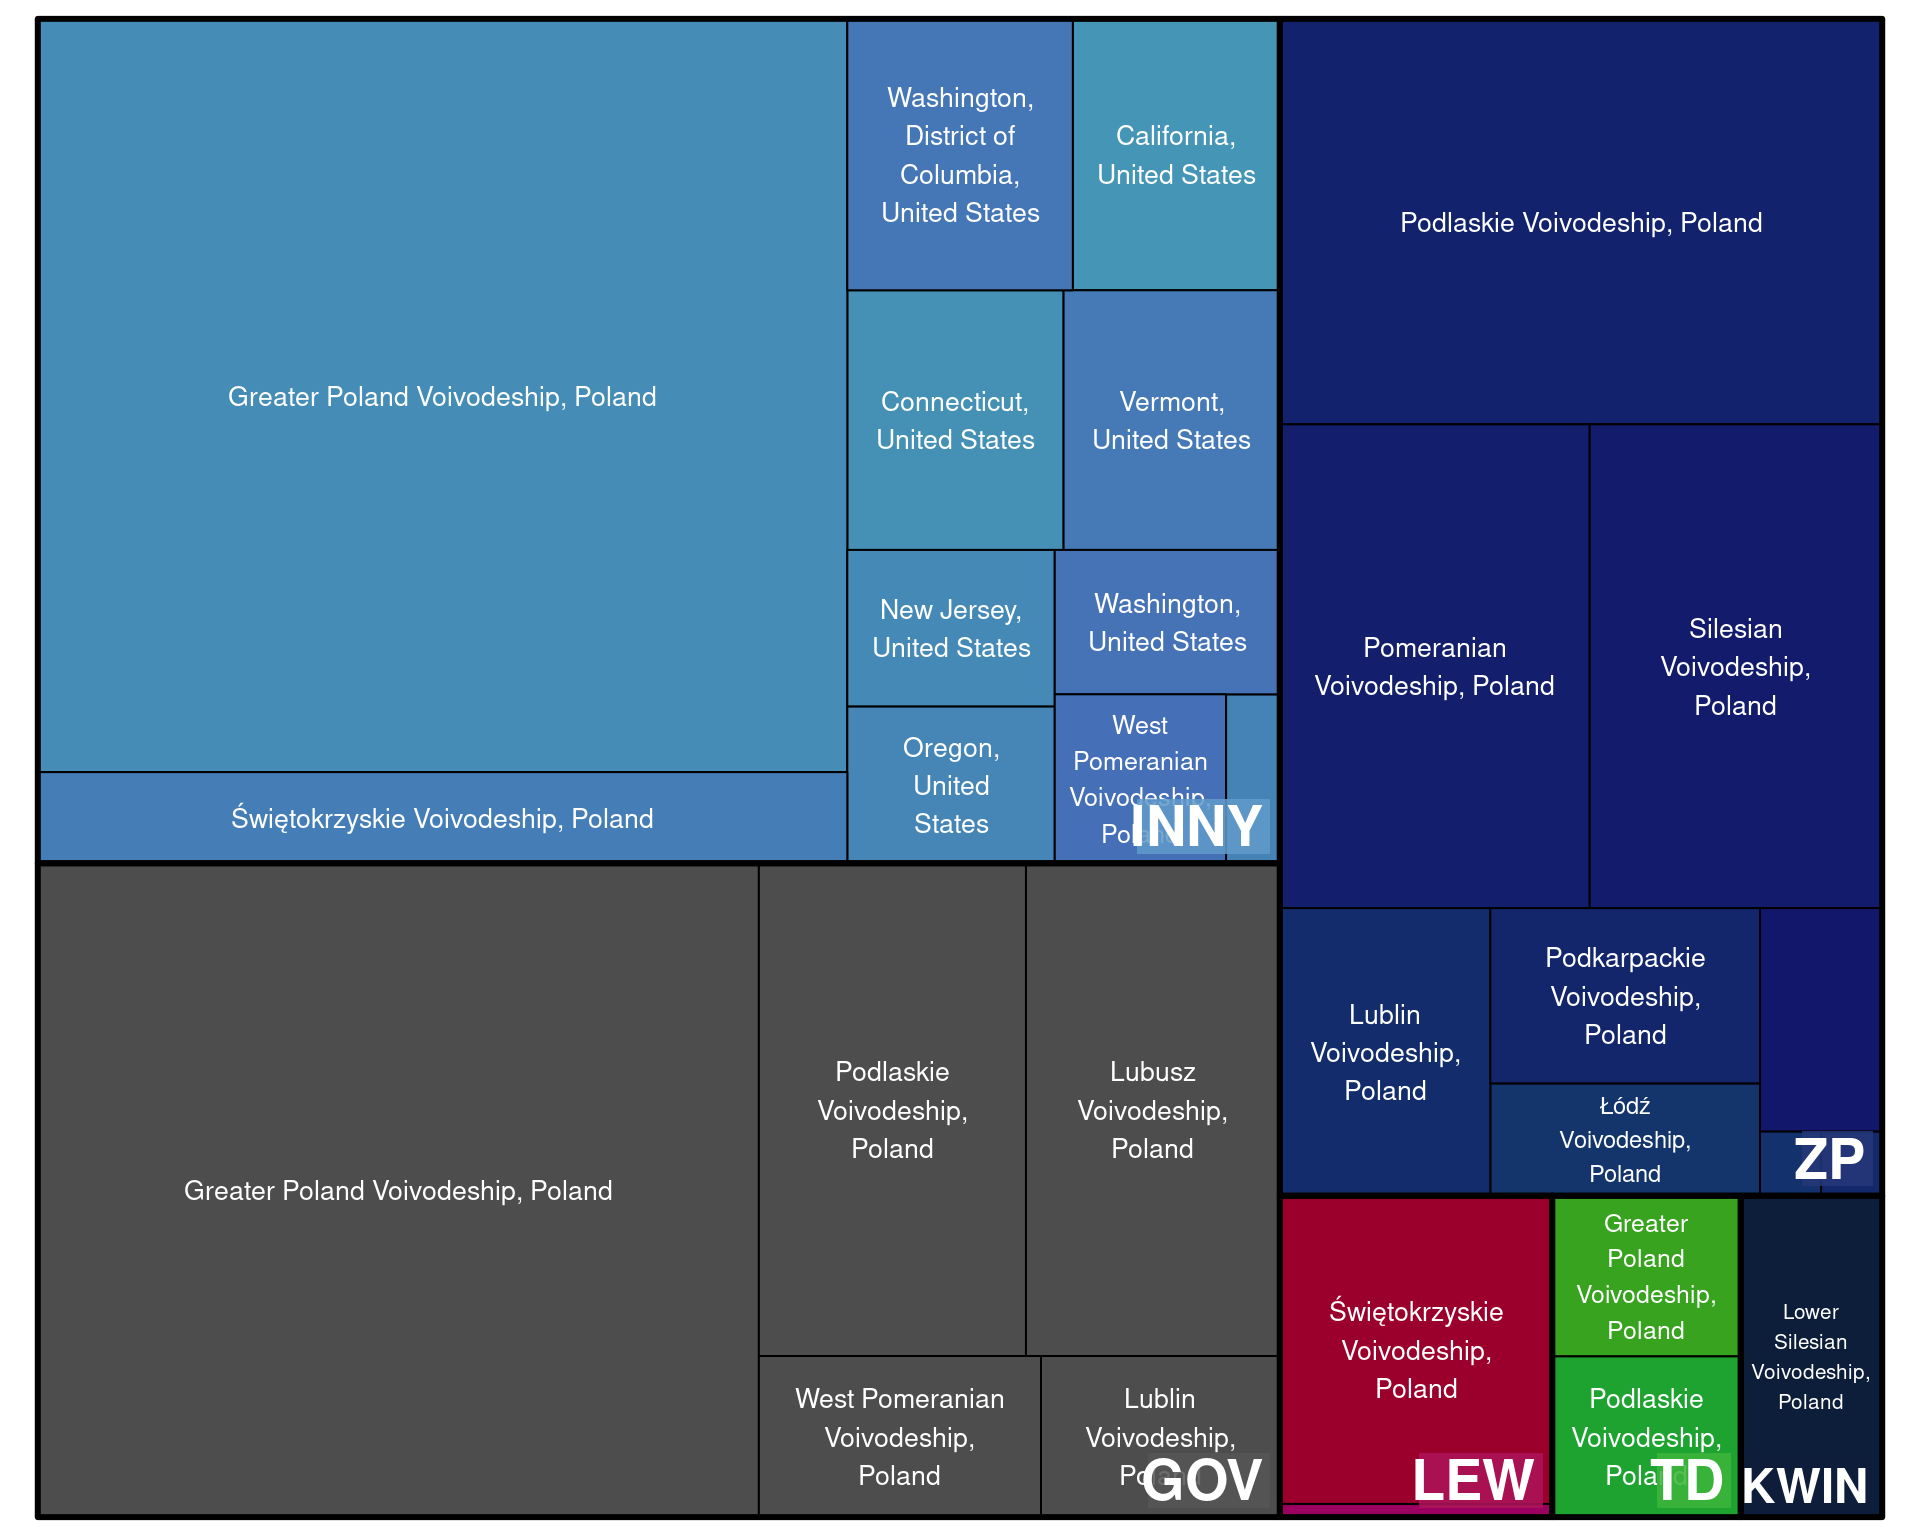 Greater Poland Voivodeship, Poland
Świętokrzyskie Voivodeship, Poland
Washington,
District of
Columbia,
United States
California,
United States
Connecticut,
United States
Vermont,
United States
New Jersey,
United States
Washington,
United States
Oregon,
United
States
West
Pomeranian
Voivodeship,
Poland
INNY
Greater Poland Voivodeship, Poland
Podlaskie
Voivodeship,
Poland
Lubusz
Voivodeship,
Poland
West Pomeranian
Voivodeship,
Poland
Lublin
Voivodeship,
Poland
GOV
Podlaskie Voivodeship, Poland
Pomeranian
Voivodeship, Poland
Silesian
Voivodeship,
Poland
Lublin
Voivodeship,
Poland
Podkarpackie
Voivodeship,
Poland
Łódź
Voivodeship,
Poland
ZP
Świętokrzyskie
Voivodeship,
Poland
LEW
Greater
Poland
Voivodeship,
Poland
Podlaskie
Voivodeship,
Poland
TD
Lower
Silesian
Voivodeship,
Poland
KWIN